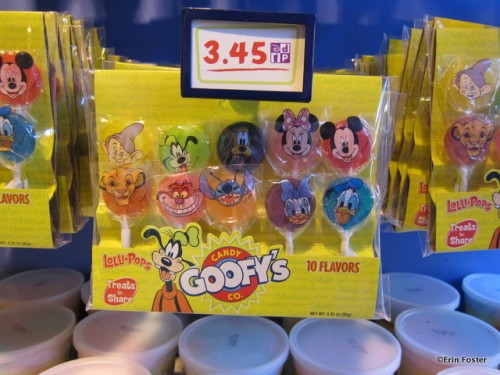 3.45
Lolli-Pops
Treats to Share
CANDY
GOOFY'S
CO.
10 FLAVORS
LAVORS
Lolli-Pops
Treats to Share
©Erin Foster